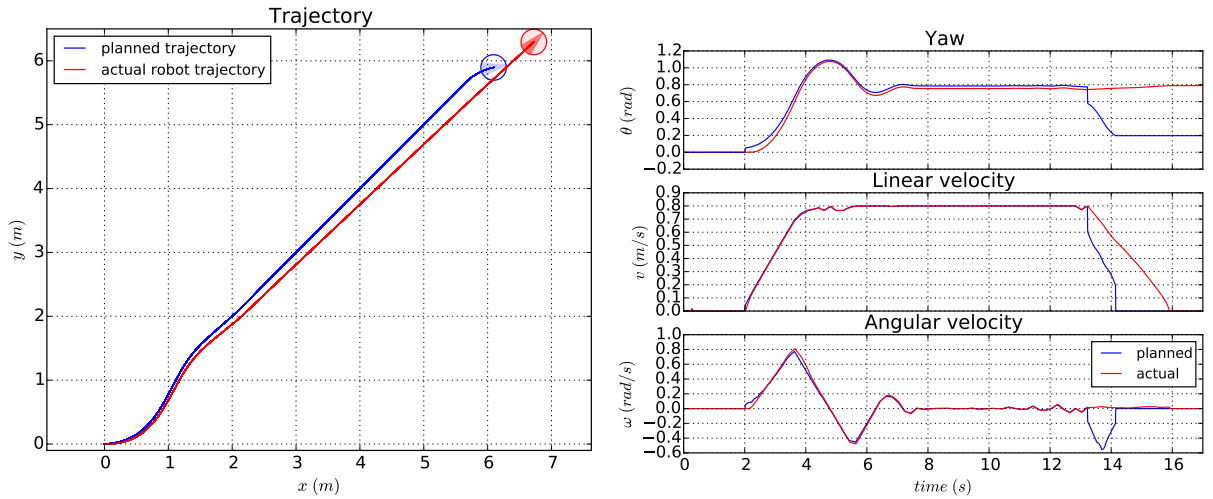 Trajectory
planned trajectory
actual robot trajectory
6
5
4
3
2
1
0
y (m)
0 1 2 3 4 5 6 7
x (m)
Yaw
1.2
1.0
0.8
0.6
0.4
0.2
0.0
−0.2
θ (rad)
Linear velocity
0.9
0.8
0.7
0.6
0.5
0.4
0.3
0.2
0.1
0.0
v (m/s)
Angular velocity
1.0
0.8
0.6
0.4
0.2
0.0
−0.2
−0.4
−0.6
ω (rad/s)
planned
actual
0 2 4 6 8 10 12 14 16
time (s)